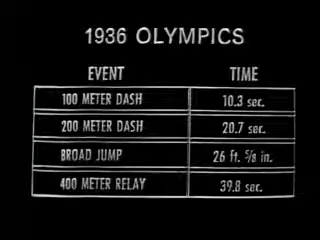 1936 OLYMPICS
EVENT TIME
100 METER DASH 10.3 sec.
200 METER DASH 20.7 sec.
BROAD JUMP 26 ft. 5/8 in.
400 METER RELAY 39.8 sec.